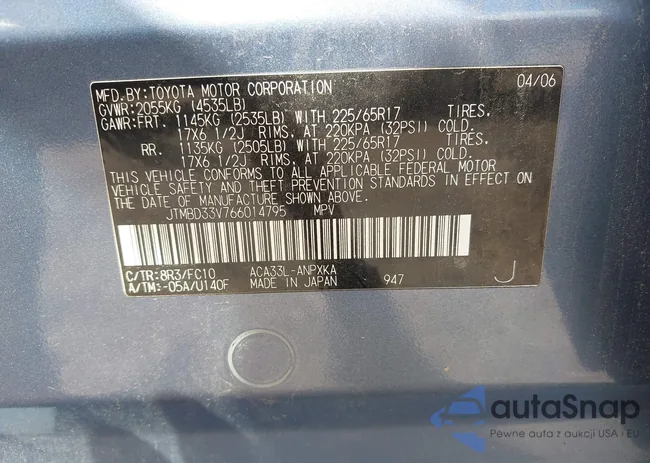 MFD.BY:TOYOTA MOTOR CORPORATION 04/06
GVWR:2055KG (4535LB)
GAWR:FRT. 1145KG (2535LB) WITH 225/65R17 TIRES.
17X6 1/2J RIMS. AT 220KPA (32PSI) COLD.
RR. 1135KG (2505LB) WITH 225/65R17 TIRES.
17X6 1/2J RIMS. AT 220KPA (32PSI) COLD.
THIS VEHICLE CONFORMS TO ALL APPLICABLE FEDERAL MOTOR
VEHICLE SAFETY AND THEFT PREVENTION STANDARDS IN EFFECT ON
THE DATE OF MANUFACTURE SHOWN ABOVE.
JTMBD33V766014795 MPV
C/TR:8R3/FC10 ACA33L-ANPXKA
A/TM:-05A/U140F MADE IN JAPAN 947 J
autaSnap
Pewne auta z aukcji USA i EU